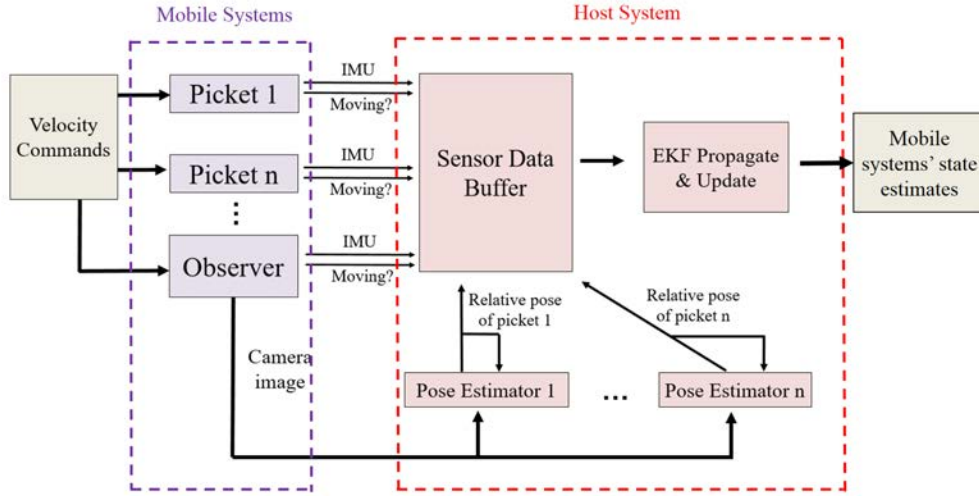 Mobile Systems
Host System
Velocity
Commands
Picket 1
IMU
Moving?
Picket n
IMU
Moving?
⋮
Observer
IMU
Moving?
Sensor Data
Buffer
EKF Propagate
& Update
Mobile
systems' state
estimates
Camera
image
Relative pose
of picket 1
Relative pose
of picket n
Pose Estimator 1
...
Pose Estimator n